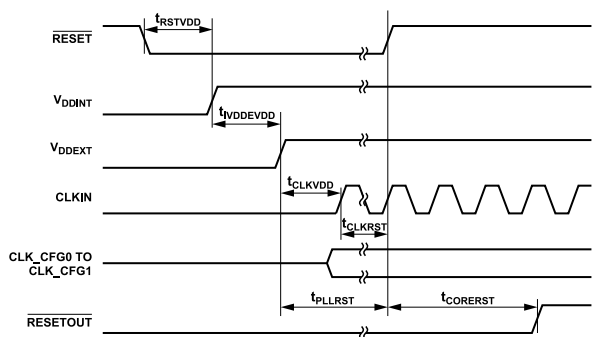 tRSTVDD
RESET
VDDINT
tIVDDEVDD
VDDEXT
tCLKVDD
CLKIN
tCLKRST
CLK_CFG0 TO
CLK_CFG1
tPLLRST
tCORERST
RESETOUT